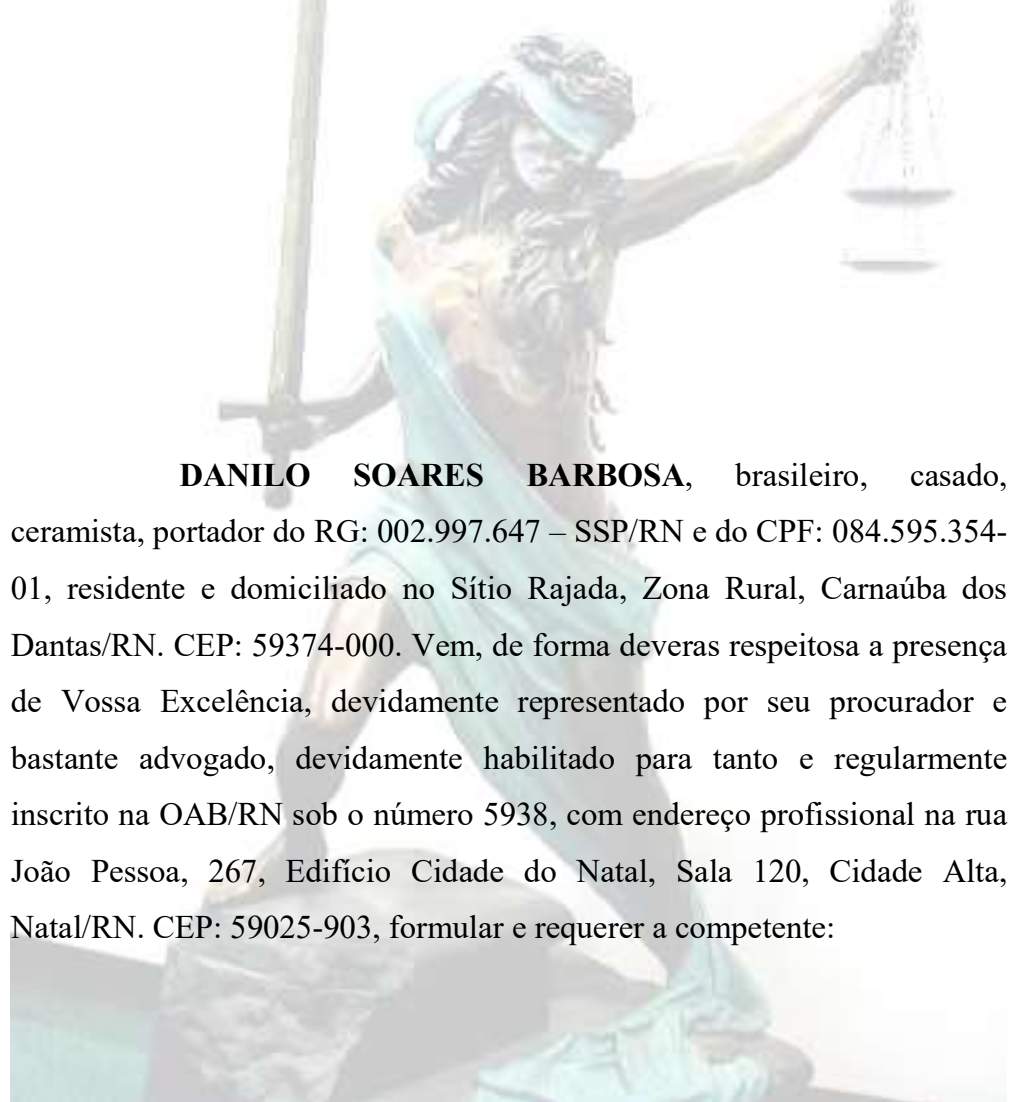 DANILO SOARES BARBOSA, brasileiro, casado,
ceramista, portador do RG: 002.997.647 – SSP/RN e do CPF: 084.595.354-
01, residente e domiciliado no Sítio Rajada, Zona Rural, Carnaúba dos
Dantas/RN. CEP: 59374-000. Vem, de forma deveras respeitosa a presença
de Vossa Excelência, devidamente representado por seu procurador e
bastante advogado, devidamente habilitado para tanto e regularmente
inscrito na OAB/RN sob o número 5938, com endereço profissional na rua
João Pessoa, 267, Edifício Cidade do Natal, Sala 120, Cidade Alta,
Natal/RN. CEP: 59025-903, formular e requerer a competente: